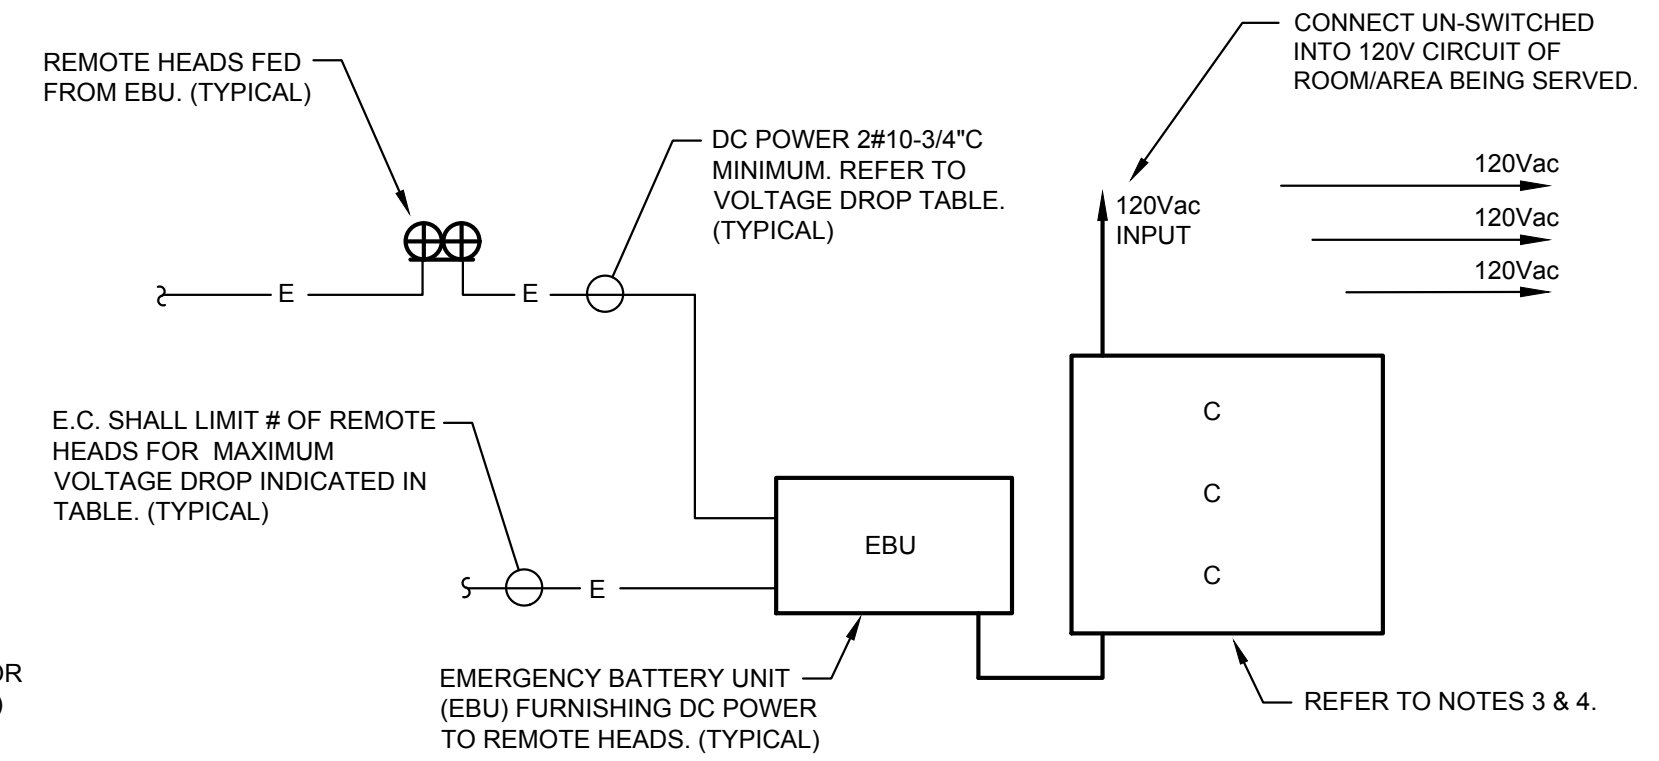 REMOTE HEADS FED
FROM EBU. (TYPICAL)
CONNECT UN-SWITCHED
INTO 120V CIRCUIT OF
ROOM/AREA BEING SERVED.
DC POWER 2#10-3/4"C
MINIMUM. REFER TO
VOLTAGE DROP TABLE.
(TYPICAL)
120Vac
INPUT
120Vac
120Vac
120Vac
E
E
E.C. SHALL LIMIT # OF REMOTE
HEADS FOR MAXIMUM
VOLTAGE DROP INDICATED IN
TABLE. (TYPICAL)
E
EBU
C
C
C
OR
)
EMERGENCY BATTERY UNIT
(EBU) FURNISHING DC POWER
TO REMOTE HEADS. (TYPICAL)
REFER TO NOTES 3 & 4.